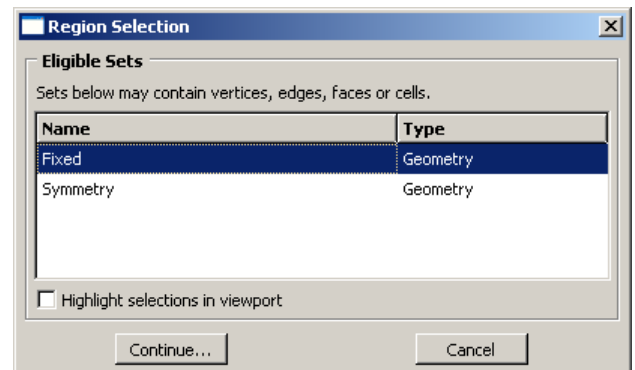 Region Selection
Eligible Sets
Sets below may contain vertices, edges, faces or cells.
Name Type
Fixed Geometry
Symmetry Geometry
Highlight selections in viewport
Continue... Cancel